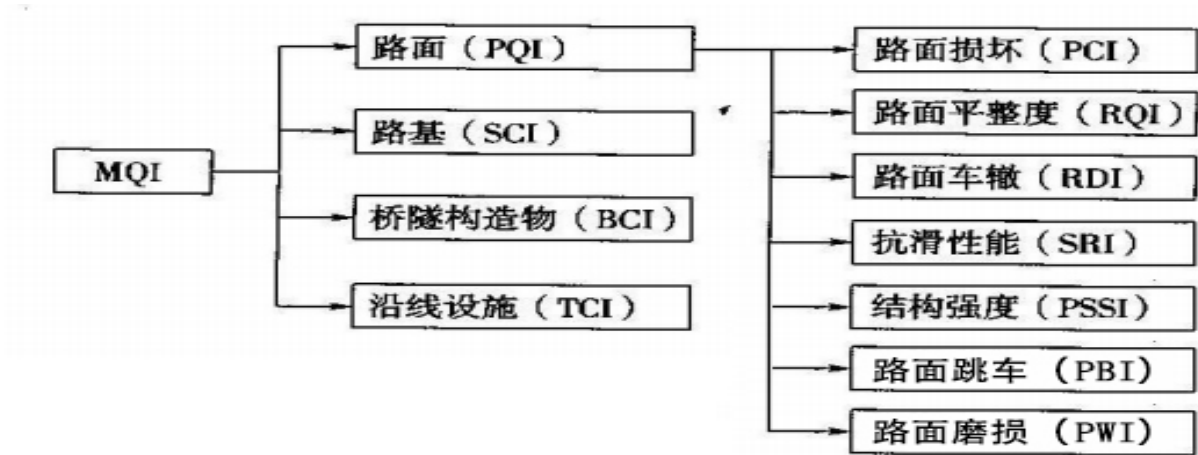 MQI
路面（PQI）
路基（SCI）
桥隧构造物（BCI）
沿线设施（TCI）
路面损坏（PCI）
路面平整度（RQI）
路面车辙（RDI）
抗滑性能（SRI）
结构强度（PSSI）
路面跳车 （PBI）
路面磨损 （PWI）